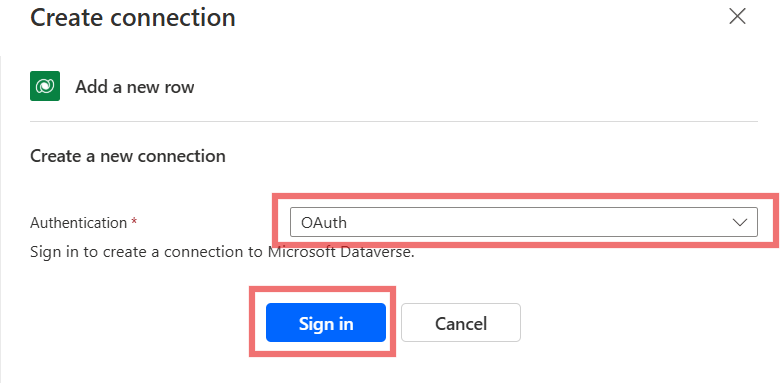 Create connection
Add a new row
Create a new connection
Authentication * OAuth
Sign in to create a connection to Microsoft Dataverse.
Sign in Cancel